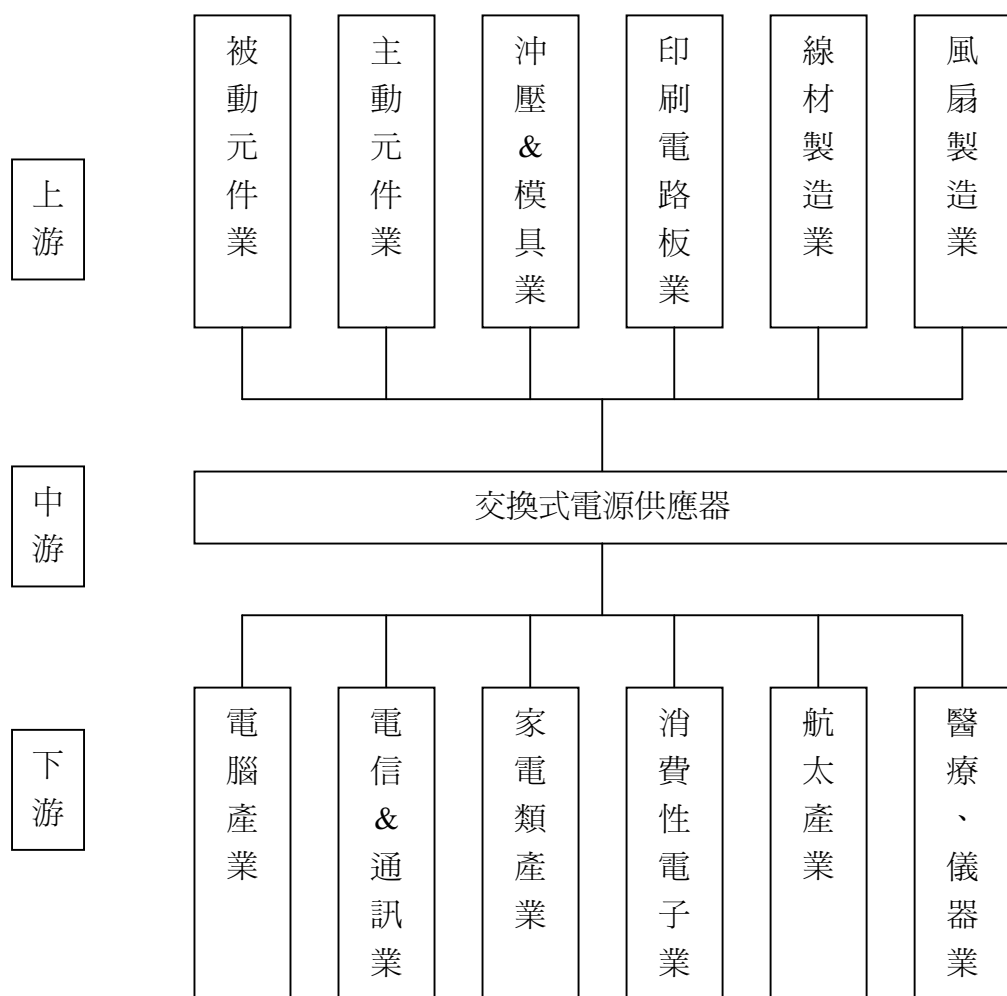 上游
被動元件業
主動元件業
沖壓&模具業
印刷電路板業
線材製造業
風扇製造業
中游
交換式電源供應器
下游
電腦產業
電信&通訊業
家電類產業
消費性電子業
航太產業
醫療、儀器業